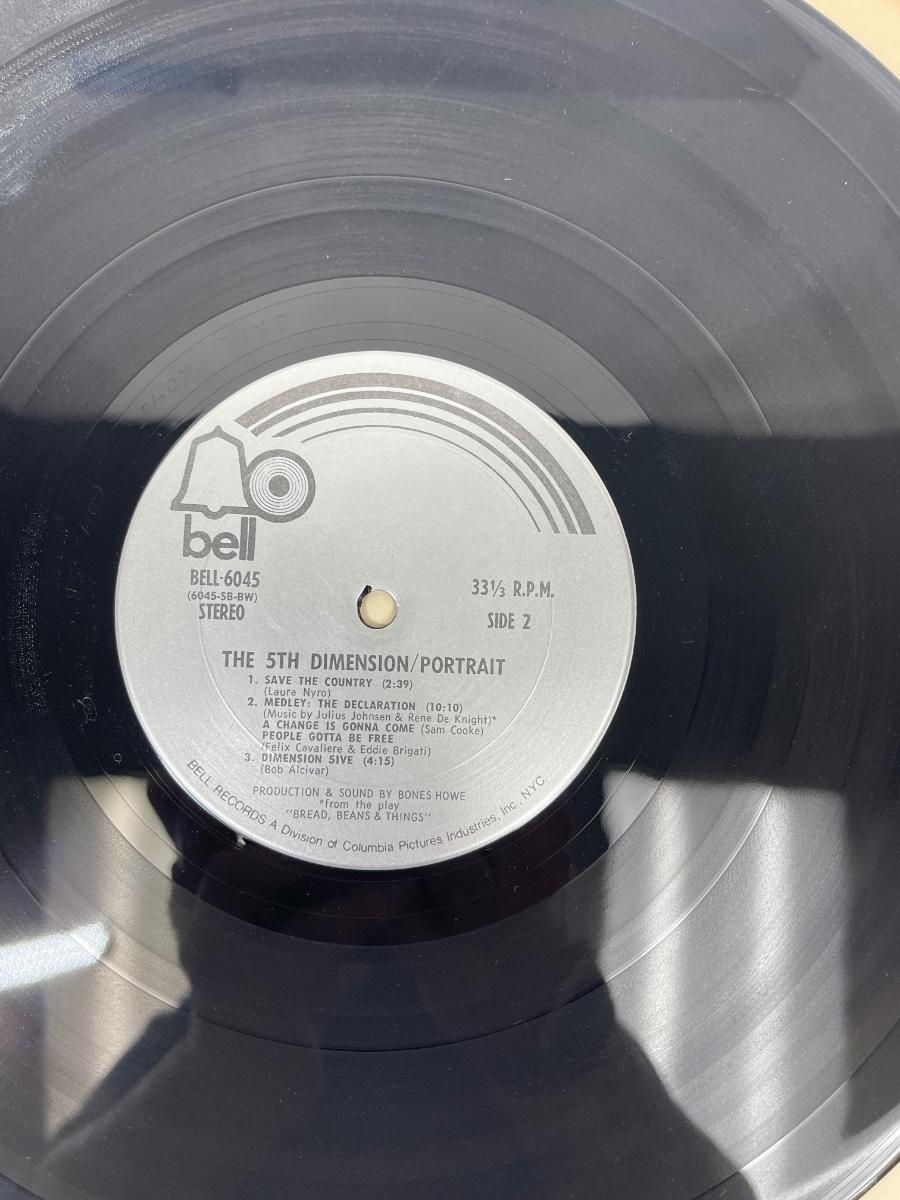 bell
BELL-6045
(6045-SB-BW)
STEREO
33⅓ R.P.M.
SIDE 2
THE 5TH DIMENSION/PORTRAIT
1. SAVE THE COUNTRY (2:39)
(Laura Nyro)
2. MEDLEY: THE DECLARATION (10:10)
(Music by Julius Johnsen & Rene De Knight)*
A CHANGE IS GONNA COME (Sam Cooke)
PEOPLE GOTTA BE FREE
(Felix Cavaliere & Eddie Brigati)
3. DIMENSION 5IVE (4:15)
(Bob Alcivar)
PRODUCTION & SOUND BY BONES HOWE
*from the play
"BREAD, BEANS & THINGS"
BELL RECORDS A Division of Columbia Pictures Industries, Inc., N.Y.C.